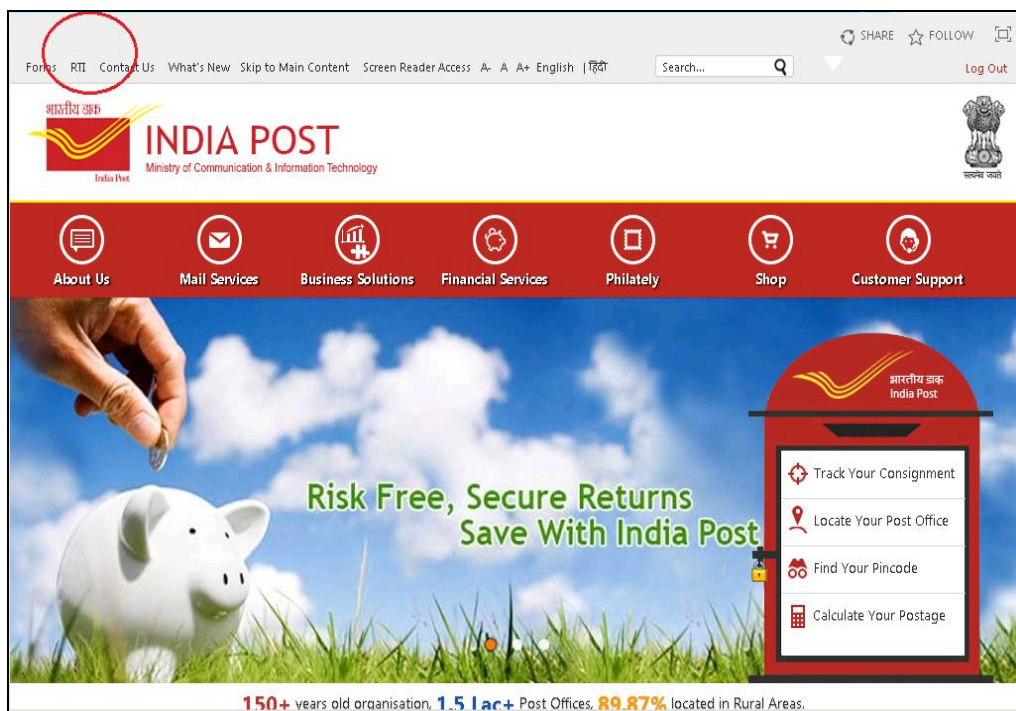 SHARE FOLLOW
Forms RTI Contact Us What's New Skip to Main Content Screen Reader Access A- A A+ English | हिंदी Search... Log Out
भारतीय डाक
India Post
INDIA POST
Ministry of Communication & Information Technology
सत्यमेव जयते
About Us Mail Services Business Solutions Financial Services Philately Shop Customer Support
Risk Free, Secure Returns
Save With India Post
भारतीय डाक
India Post
Track Your Consignment
Locate Your Post Office
Find Your Pincode
Calculate Your Postage
150+ years old organisation, 1.5 Lac+ Post Offices, 89.87% located in Rural Areas.